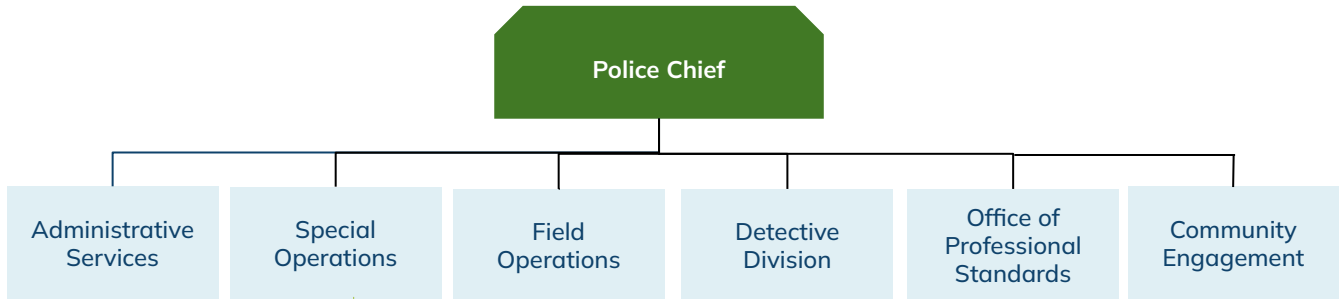 Police Chief
Administrative
Services
Special
Operations
Field
Operations
Detective
Division
Office of
Professional
Standards
Community
Engagement